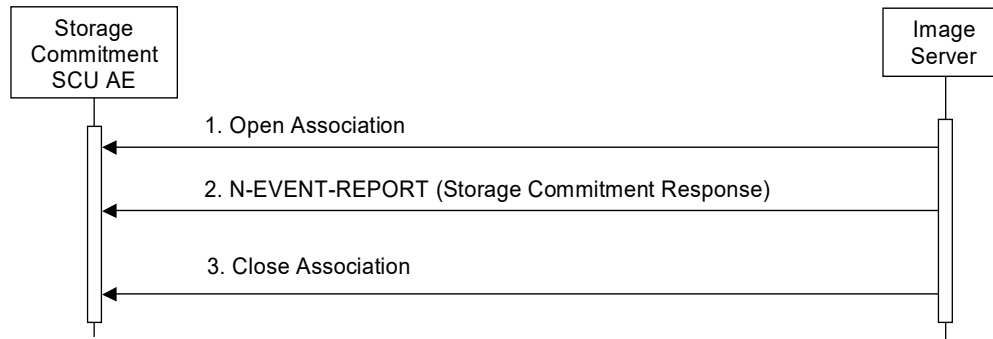 Storage
Commitment
SCU AE
Image
Server
1. Open Association
2. N-EVENT-REPORT (Storage Commitment Response)
3. Close Association